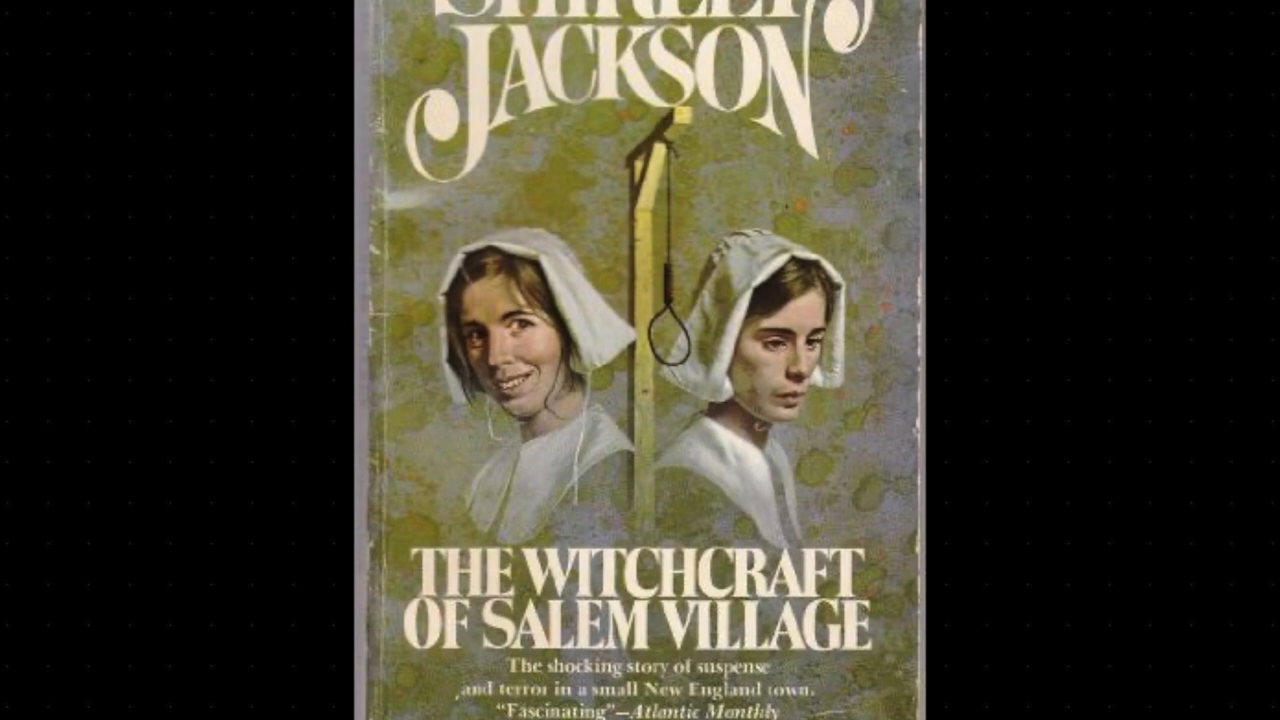 SHIRLEY
JACKSON
THE WITCHCRAFT
OF SALEM VILLAGE
The shocking story of suspense
and terror in a small New England town.
“Fascinating”—Atlantic Monthly